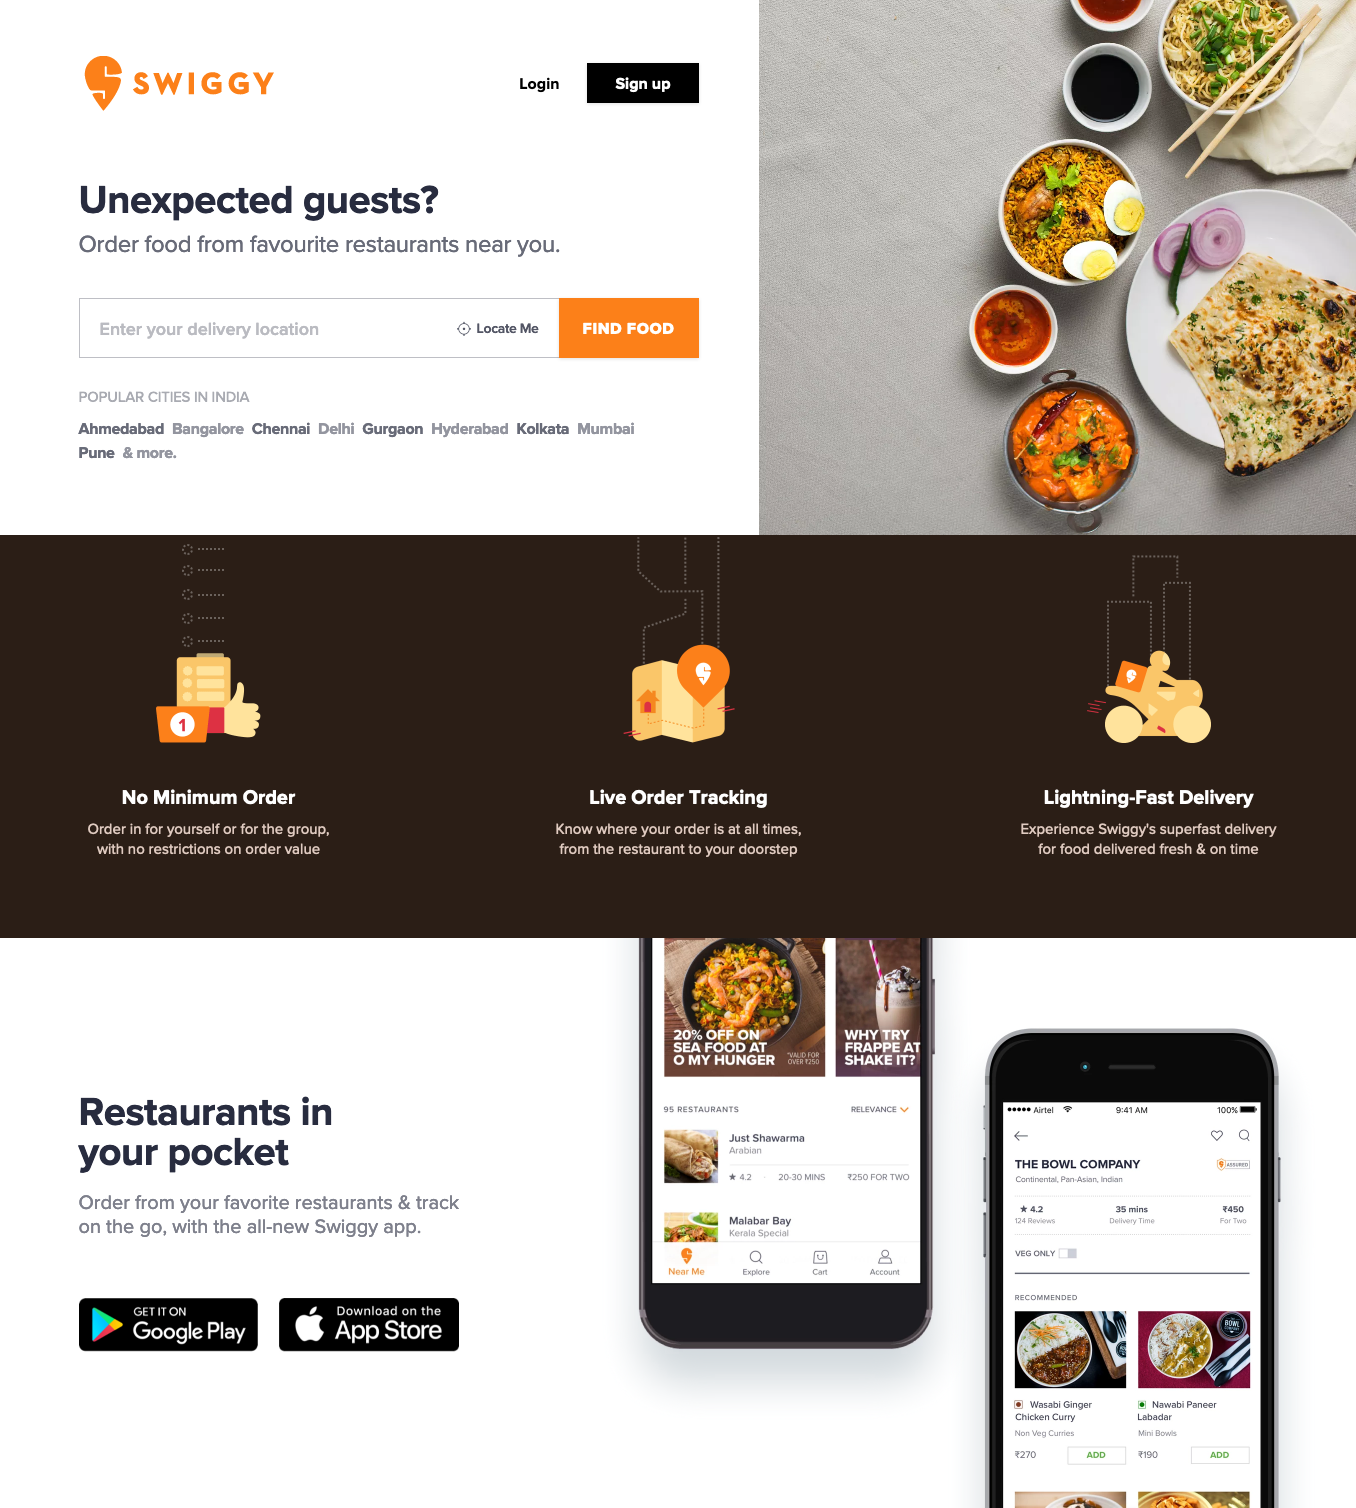 SWIGGY
Login
Sign up
Unexpected guests?
Order food from favourite restaurants near you.
Enter your delivery location
Locate Me
FIND FOOD
POPULAR CITIES IN INDIA
Ahmedabad Bangalore Chennai Delhi Gurgaon Hyderabad Kolkata Mumbai
Pune & more.
1
No Minimum Order
Order in for yourself or for the group,
with no restrictions on order value
Live Order Tracking
Know where your order is at all times,
from the restaurant to your doorstep
Lightning-Fast Delivery
Experience Swiggy's superfast delivery
for food delivered fresh & on time
Restaurants in
your pocket
Order from your favorite restaurants & track
on the go, with the all-new Swiggy app.
GET IT ON
Google Play
Download on the
App Store
20% OFF ON
SEA FOOD AT
O MY HUNGER
*VALID FOR
OVER ₹250
WHY TRY
FRAPPE AT
SHAKE IT?
95 RESTAURANTS
RELEVANCE
Just Shawarma
Arabian
★ 4.2 · 20-30 MINS ₹250 FOR TWO
Malabar Bay
Kerala Special
Near Me
Explore
Cart
Account
Airtel
9:41 AM
100%
THE BOWL COMPANY
ASSURED
Continental, Pan-Asian, Indian
★ 4.2 35 mins ₹450
124 Reviews Delivery Time For Two
VEG ONLY
RECOMMENDED
BOWL
Wasabi Ginger
Chicken Curry
Non Veg Curries
₹270
ADD
Nawabi Paneer
Labadar
Mini Bowls
₹190
ADD